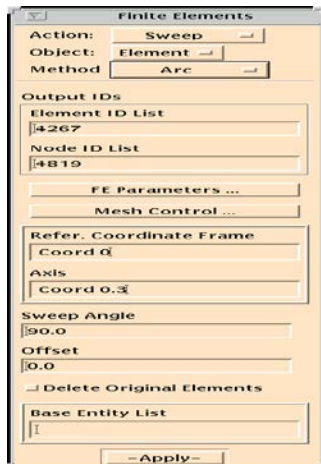 Finite Elements
Action: Sweep
Object: Element
Method Arc
Output IDs
Element ID List
4267
Node ID List
4819
FE Parameters ...
Mesh Control ...
Refer. Coordinate Frame
Coord 0
Axis
Coord 0.3
Sweep Angle
90.0
Offset
0.0
Delete Original Elements
Base Entity List
-Apply-